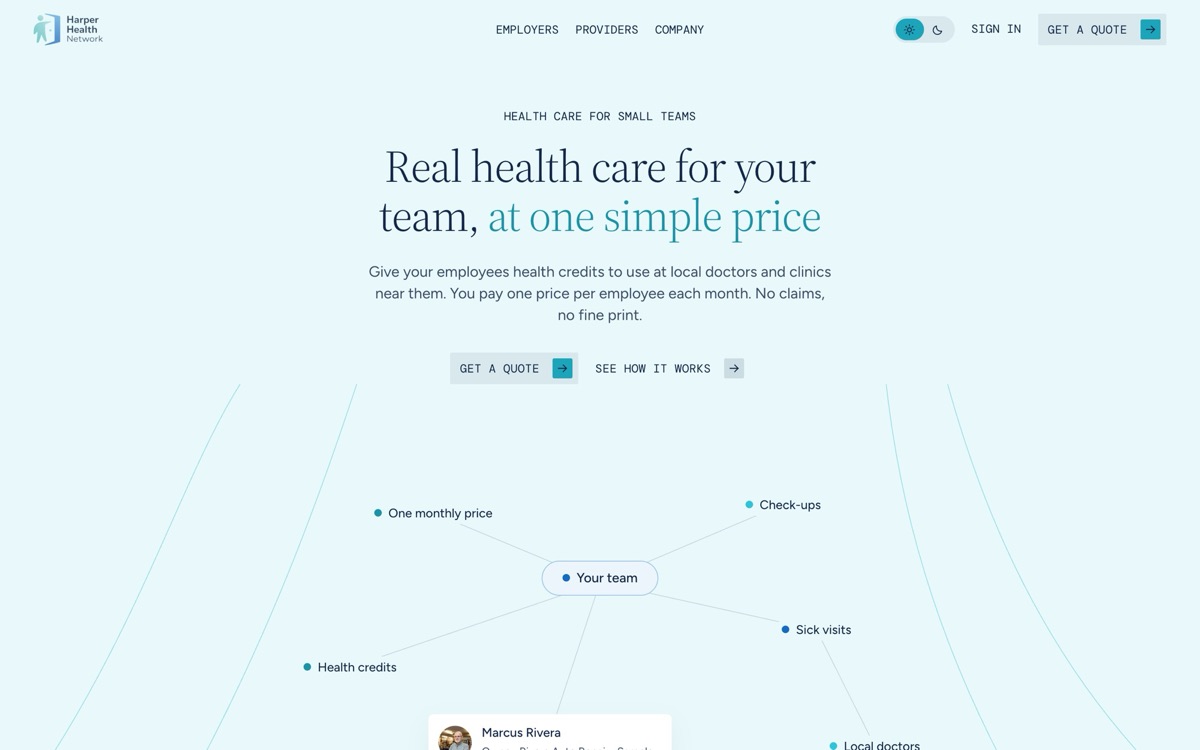 Harper
Health
Network
EMPLOYERS PROVIDERS COMPANY
SIGN IN
GET A QUOTE
HEALTH CARE FOR SMALL TEAMS
Real health care for your
team, at one simple price
Give your employees health credits to use at local doctors and clinics
near them. You pay one price per employee each month. No claims,
no fine print.
GET A QUOTE
SEE HOW IT WORKS
Check-ups
One monthly price
Your team
Sick visits
Health credits
Marcus Rivera
Local doctors